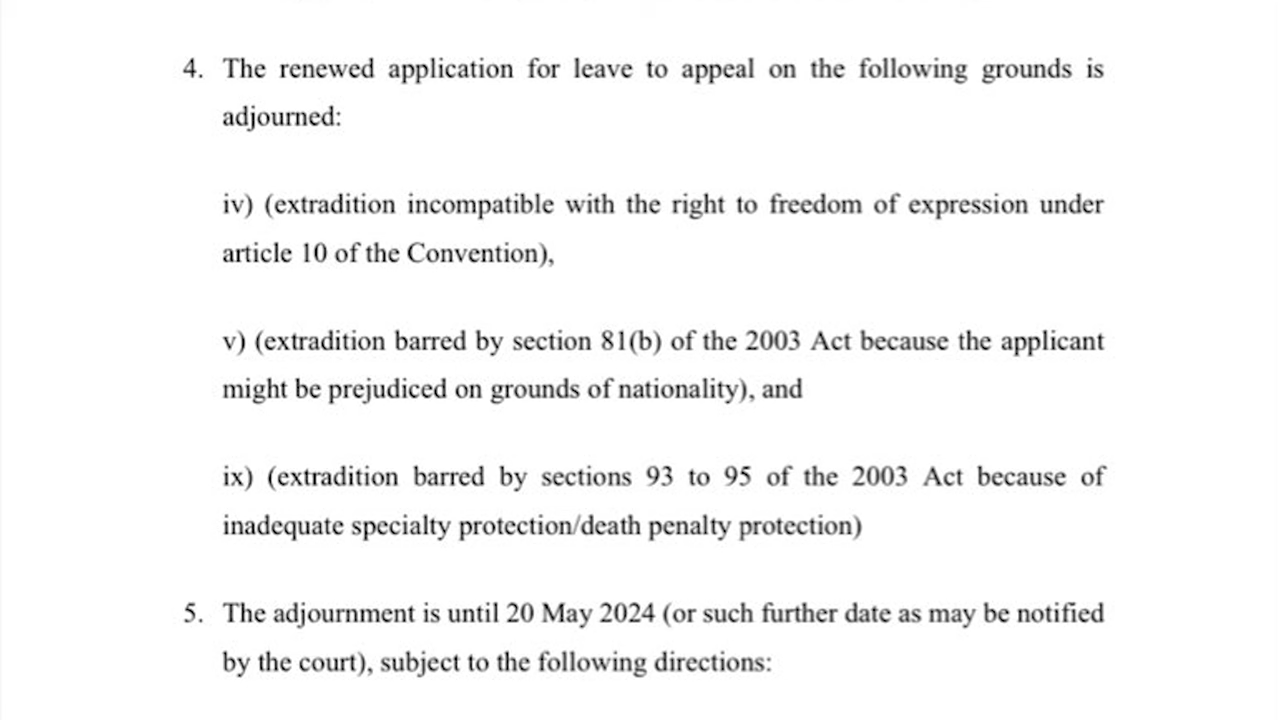 4. The renewed application for leave to appeal on the following grounds is
adjourned:
iv) (extradition incompatible with the right to freedom of expression under
article 10 of the Convention),
v) (extradition barred by section 81(b) of the 2003 Act because the applicant
might be prejudiced on grounds of nationality), and
ix) (extradition barred by sections 93 to 95 of the 2003 Act because of
inadequate specialty protection/death penalty protection)
5. The adjournment is until 20 May 2024 (or such further date as may be notified
by the court), subject to the following directions: